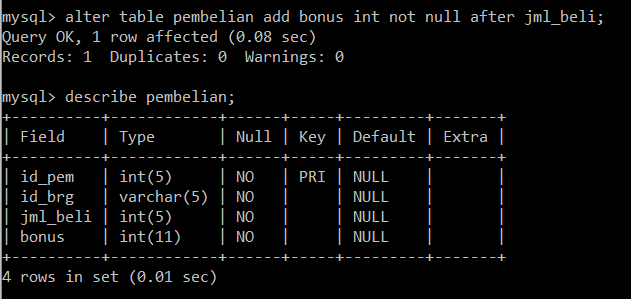 mysql> alter table pembelian add bonus int not null after jml_beli;
Query OK, 1 row affected (0.08 sec)
Records: 1  Duplicates: 0  Warnings: 0

mysql> describe pembelian;
+----------+------------+------+-----+---------+-------+
| Field    | Type       | Null | Key | Default | Extra |
+----------+------------+------+-----+---------+-------+
| id_pem   | int(5)     | NO   | PRI | NULL    |       |
| id_brg   | varchar(5) | NO   |     | NULL    |       |
| jml_beli | int(5)     | NO   |     | NULL    |       |
| bonus    | int(11)    | NO   |     | NULL    |       |
+----------+------------+------+-----+---------+-------+
4 rows in set (0.01 sec)